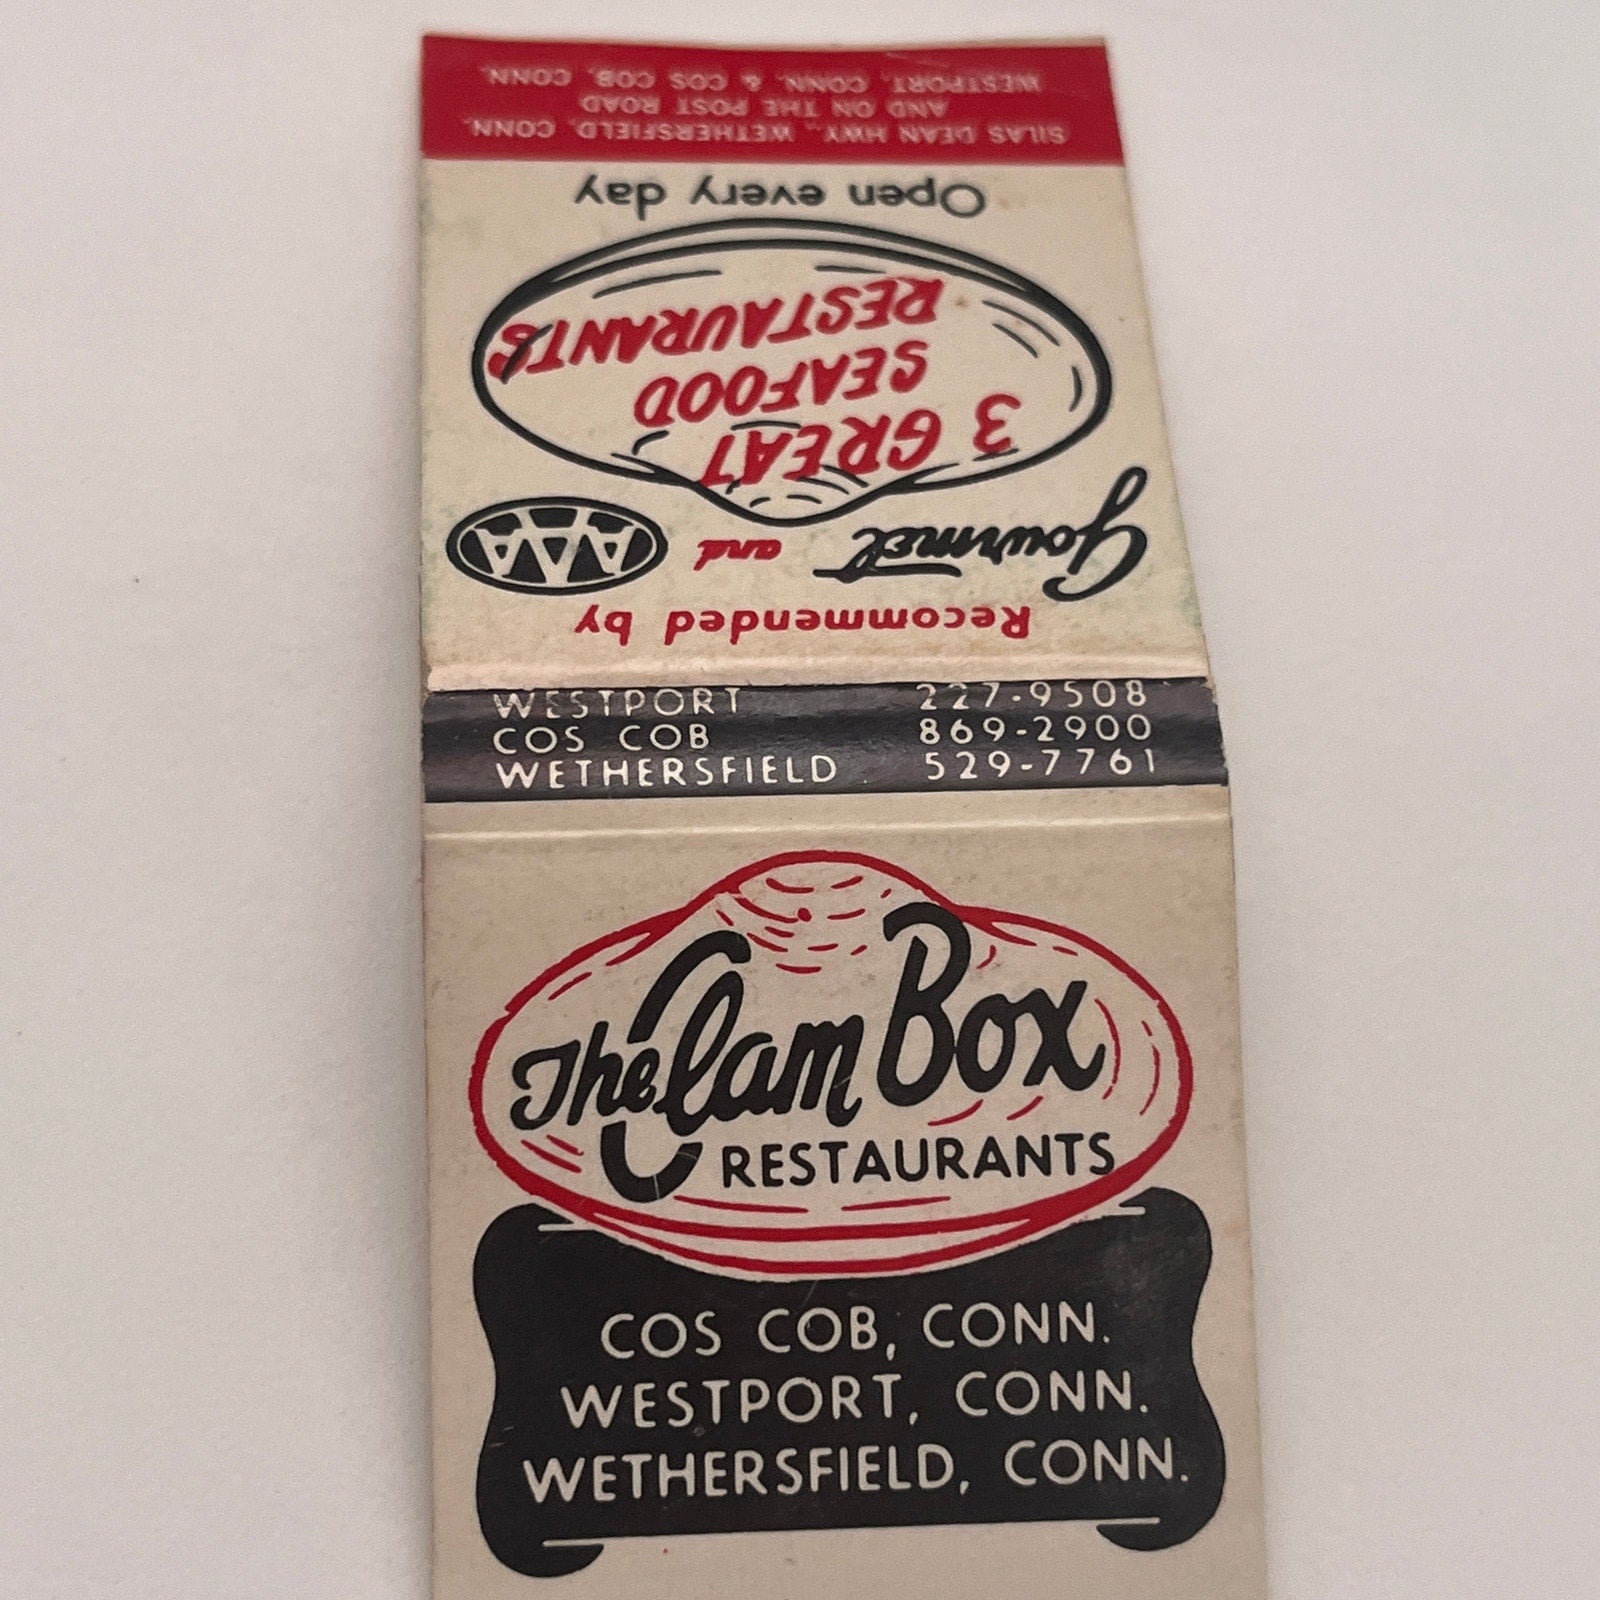 The Clam Box
RESTAURANTS
COS COB, CONN.
WESTPORT, CONN.
WETHERSFIELD, CONN.
WESTPORT 227-9508
COS COB 869-2900
WETHERSFIELD 529-7761
Recommended by
Gourmet and AAA
3 GREAT
SEAFOOD
RESTAURANTS
Open every day
SILAS DEAN HWY., WETHERSFIELD, CONN.
AND ON THE POST ROAD
WESTPORT, CONN. & COS COB, CONN.